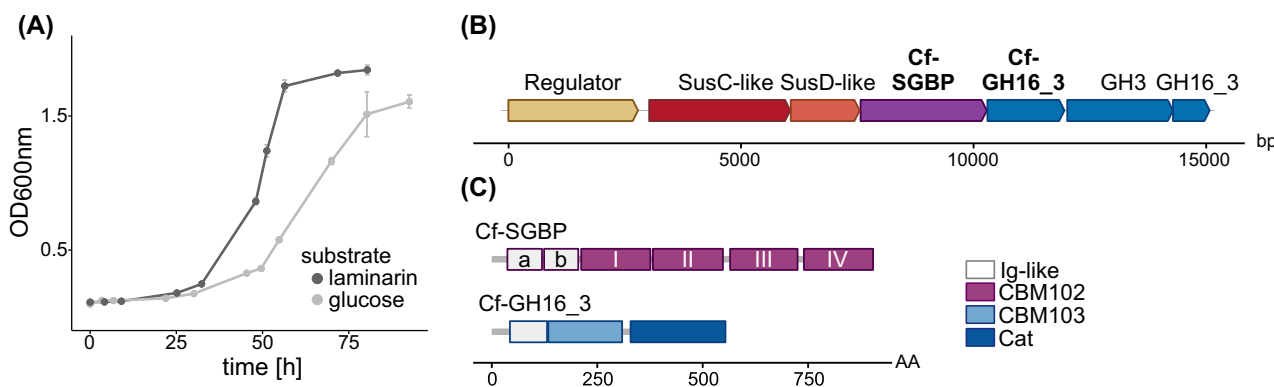 (A)
OD600nm
1.5
0.5
0
25
50
75
time [h]
substrate
laminarin
glucose
(B)
Regulator
SusC-like
SusD-like
Cf-
SGBP
Cf-
GH16_3
GH3
GH16_3
0
5000
10000
15000
bp
(C)
Cf-SGBP
a
b
I
II
III
IV
Cf-GH16_3
0
250
500
750
AA
Ig-like
CBM102
CBM103
Cat